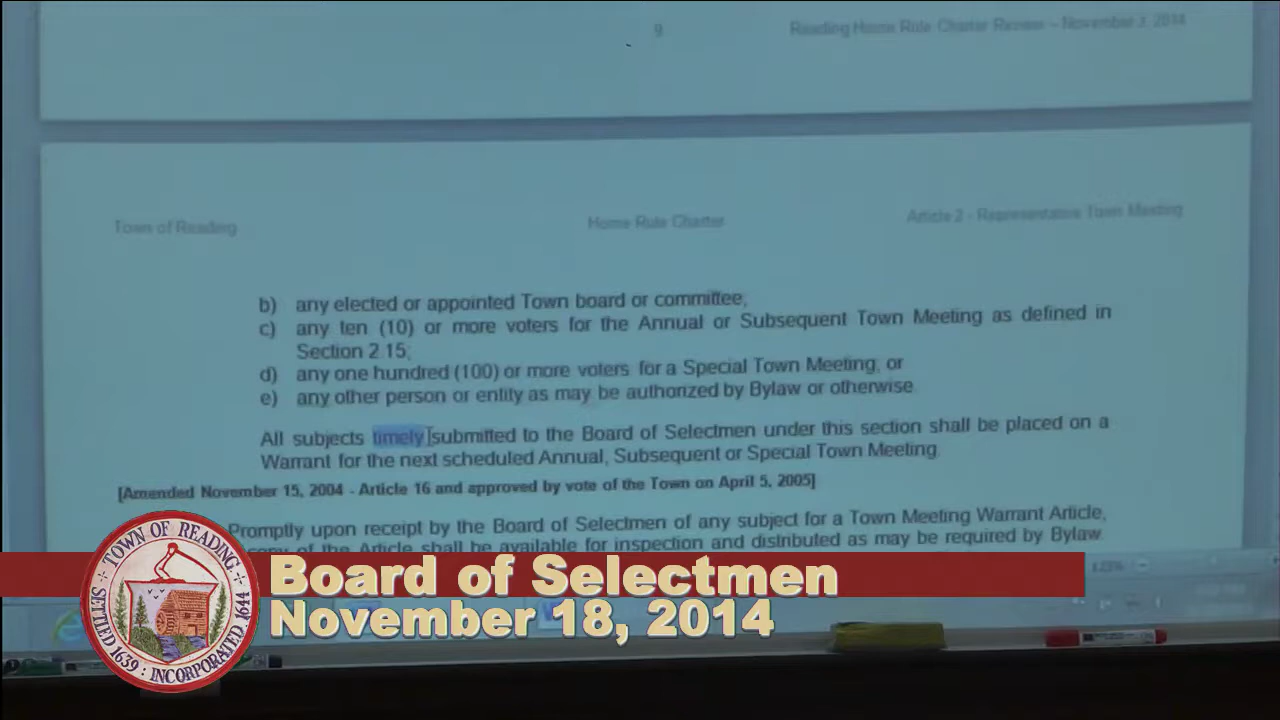 9 Reading Home Rule Charter Review - November 3, 2014
Town of Reading Home Rule Charter Article 2 - Representative Town Meeting
b) any elected or appointed Town board or committee;
c) any ten (10) or more voters for the Annual or Subsequent Town Meeting as defined in
Section 2.15;
d) any one hundred (100) or more voters for a Special Town Meeting; or
e) any other person or entity as may be authorized by Bylaw or otherwise.
All subjects timely submitted to the Board of Selectmen under this section shall be placed on a
Warrant for the next scheduled Annual, Subsequent or Special Town Meeting.
[Amended November 15, 2004 - Article 16 and approved by vote of the Town on April 5, 2005]
Promptly upon receipt by the Board of Selectmen of any subject for a Town Meeting Warrant Article,
copy of the Article shall be available for inspection and distributed as may be required by Bylaw.
TOWN OF READING
SETTLED 1639 : INCORPORATED 1644
Board of Selectmen
November 18, 2014